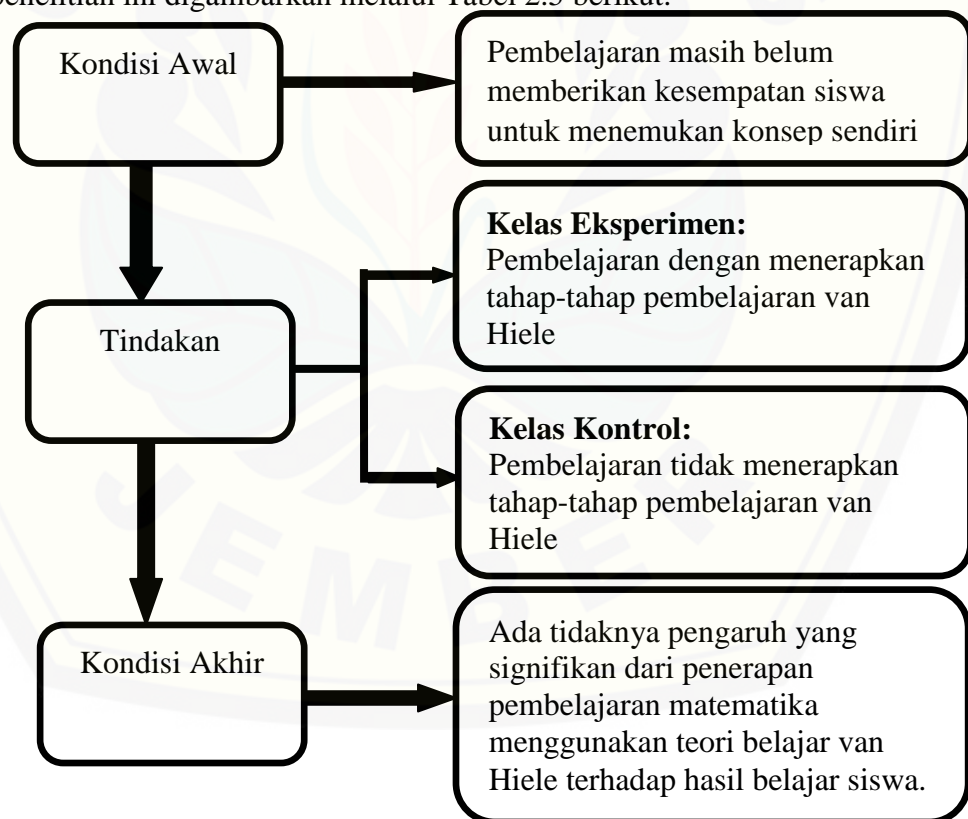 penelitian ini digambarkan melalui Tabel 2.3 berikut:
Kondisi Awal
Pembelajaran masih belum
memberikan kesempatan siswa
untuk menemukan konsep sendiri
Kelas Eksperimen:
Pembelajaran dengan menerapkan
tahap-tahap pembelajaran van
Hiele
Tindakan
Kelas Kontrol:
Pembelajaran tidak menerapkan
tahap-tahap pembelajaran van
Hiele
Kondisi Akhir
Ada tidaknya pengaruh yang
signifikan dari penerapan
pembelajaran matematika
menggunakan teori belajar van
Hiele terhadap hasil belajar siswa.
JEMBER